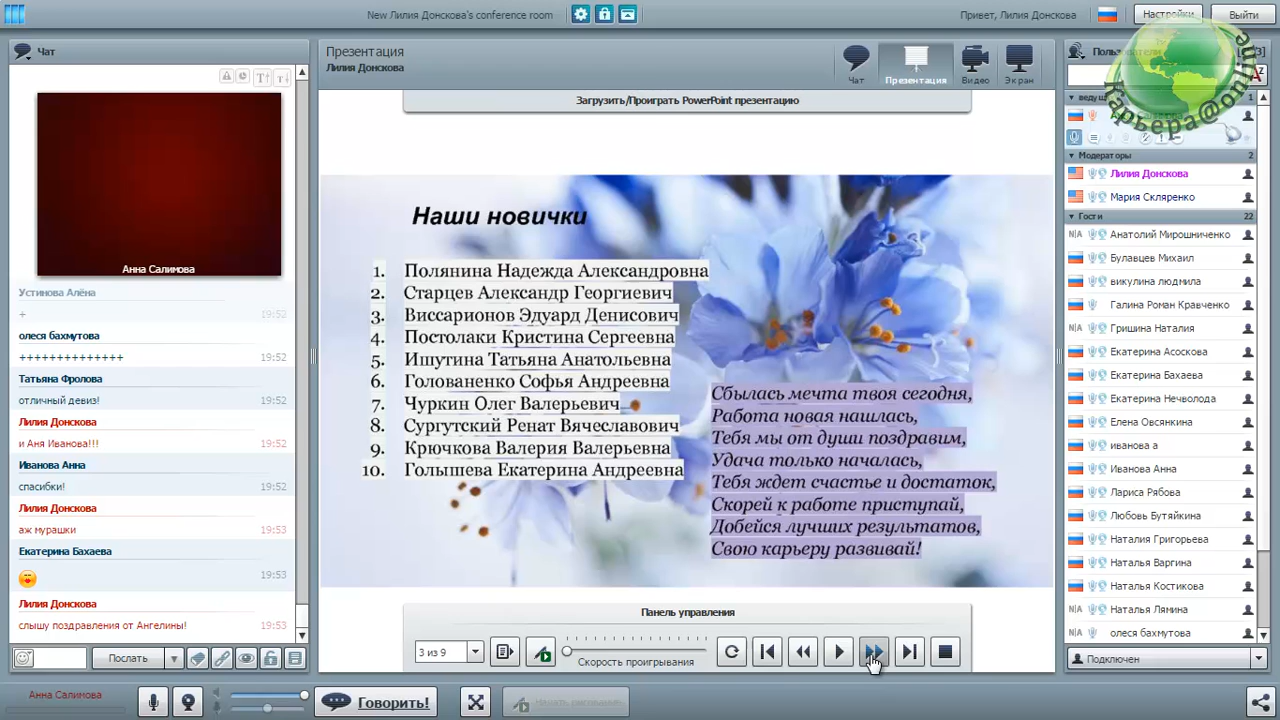 New Лилия Донскова's conference room
Привет, Лилия Донскова
Настройки
Выйти
Чат
Анна Салимова
Устинова Алёна
+ 19:52
олеся бахмутова
++++++++++++++ 19:52
Татьяна Фролова
отличный девиз! 19:52
Лилия Донскова
и Аня Иванова!!! 19:52
Иванова Анна
спасибки! 19:52
Лилия Донскова
аж мурашки 19:53
Екатерина Бахаева
19:53
Лилия Донскова
слышу поздравления от Ангелины! 19:53
Послать
Презентация
Лилия Донскова
Чат
Презентация
Видео
Экран
Загрузить/Проиграть PowerPoint презентацию
Наши новички
1. Полянина Надежда Александровна
2. Старцев Александр Георгиевич
3. Виссарионов Эдуард Денисович
4. Постолаки Кристина Сергеевна
5. Ишутина Татьяна Анатольевна
6. Голованенко Софья Андреевна
7. Чуркин Олег Валерьевич
8. Сургутский Ренат Вячеславович
9. Крючкова Валерия Валерьевна
10. Голышева Екатерина Андреевна
Сбылась мечта твоя сегодня,
Работа новая нашлась,
Тебя мы от души поздравим,
Удача только началась,
Тебя ждет счастье и достаток,
Скорей к работе приступай,
Добейся лучших результатов,
Свою карьеру развивай!
Панель управления
3 из 9
Скорость проигрывания
карьера@online
Модераторы 2
Лилия Донскова
Мария Скляренко
Гости 22
N/A Анатолий Мирошниченко
Булавцев Михаил
викулина людмила
N/A Галина Роман Кравченко
N/A Гришина Наталия
Екатерина Асоскова
Екатерина Бахаева
Екатерина Нечволода
Елена Овсянкина
иванова а
Иванова Анна
Лариса Рябова
Любовь Бутяйкина
Наталия Григорьева
Наталья Варгина
Наталья Костикова
N/A Наталья Лямина
N/A олеся бахмутова
Подключен
Анна Салимова
Говорить!
Начать рисование